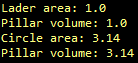 Lader area: 1.0
Pillar volume: 1.0
Circle area: 3.14
Pillar volume: 3.14